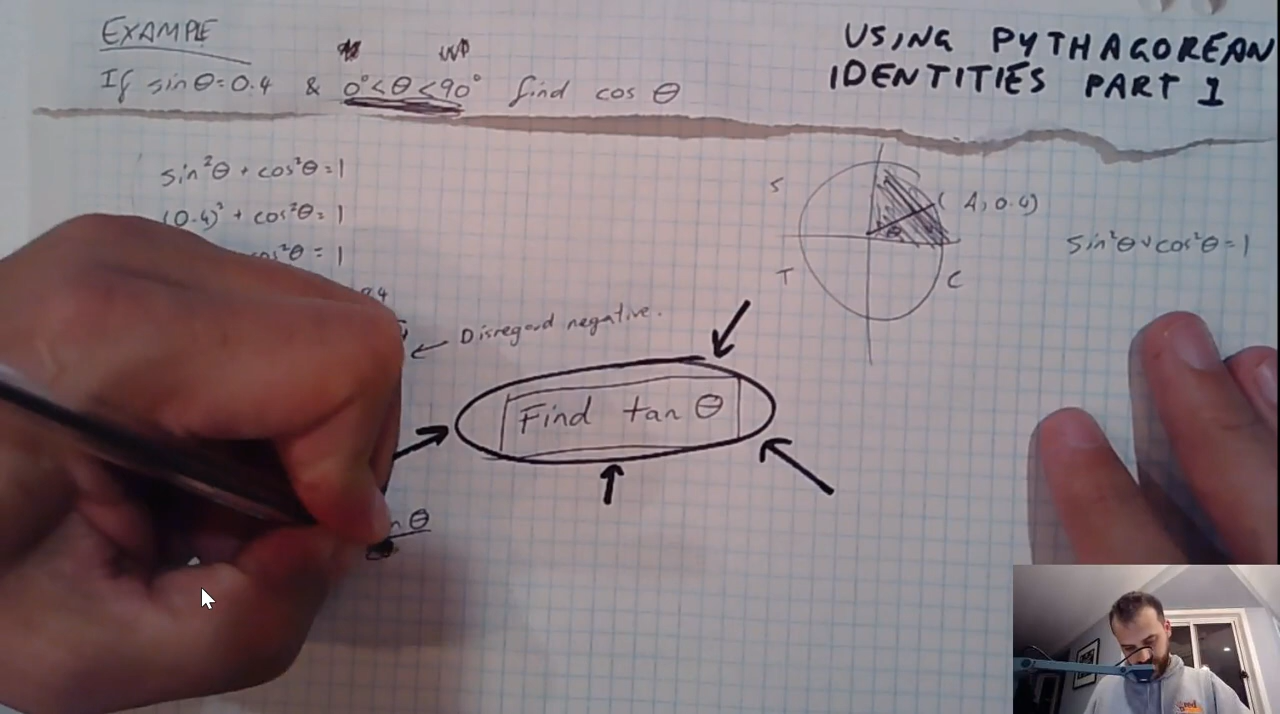 EXAMPLE
If sinθ=0.4 & 0°<θ<90° find cos θ
USING PYTHAGOREAN
IDENTITIES PART 1
sin²θ + cos²θ = 1
(0.4)² + cos²θ = 1
cos²θ = 1
Disregard negative.
Find tan θ
θ
S
T
C
θ
A, 0.4)
sin²θ + cos²θ = 1